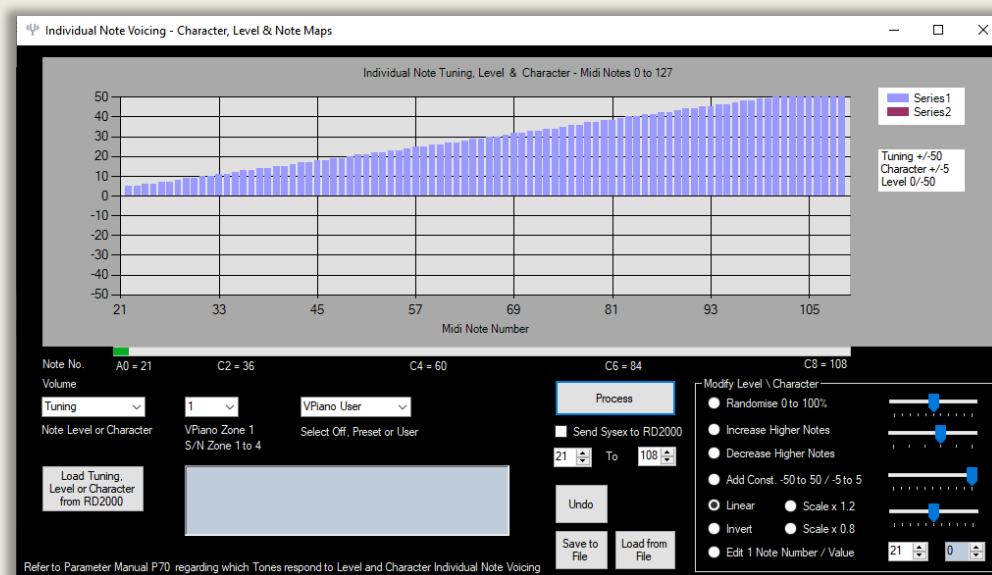 Individual Note Voicing - Character, Level & Note Maps
Individual Note Tuning, Level & Character - Midi Notes 0 to 127
50
40
30
20
10
0
-10
-20
-30
-40
-50
21 33 45 57 69 81 93 105
Midi Note Number
Series1
Series2
Tuning +/-50
Character +/-5
Level 0/-50
Note No. A0 = 21 C2 = 36 C4 = 60 C6 = 84 C8 = 108
Volume
Tuning 1 VPiano User
Note Level or Character VPiano Zone 1 Select Off, Preset or User
S/N Zone 1 to 4
Load Tuning,
Level or Character
from RD2000
Process
Send Sysex to RD2000
21 To 108
Undo
Save to
File
Load from
File
Modify Level \ Character
Randomise 0 to 100%
Increase Higher Notes
Decrease Higher Notes
Add Const. -50 to 50 / -5 to 5
Linear Scale x 1.2
Invert Scale x 0.8
Edit 1 Note Number / Value 21 0
Refer to Parameter Manual P70 regarding which Tones respond to Level and Character Individual Note Voicing